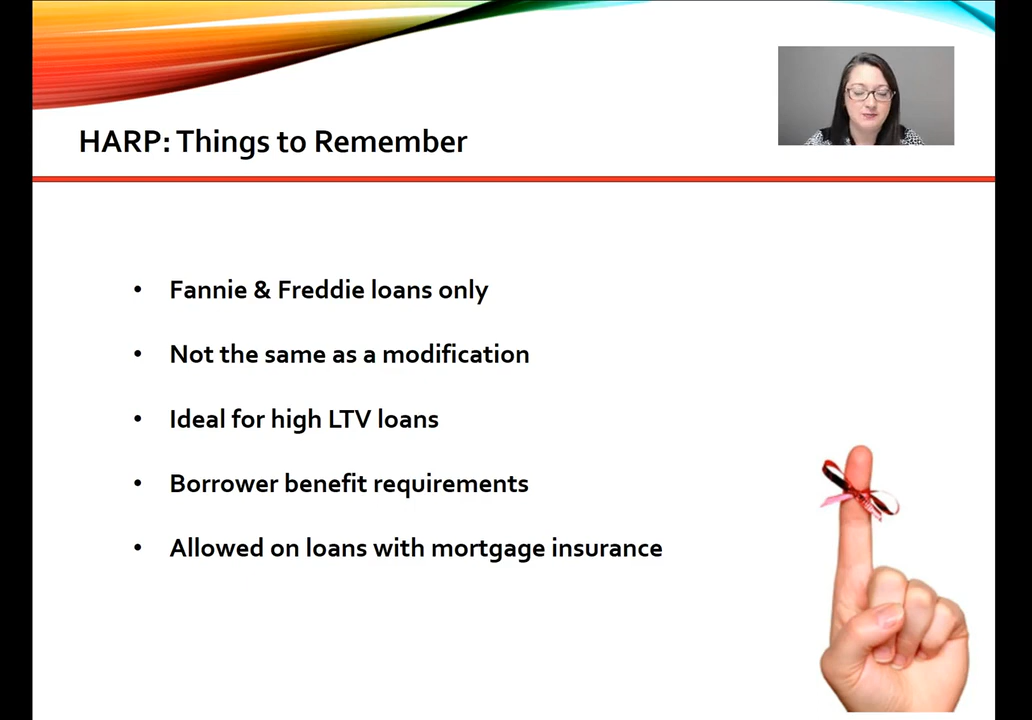 HARP: Things to Remember
• Fannie & Freddie loans only
• Not the same as a modification
• Ideal for high LTV loans
• Borrower benefit requirements
• Allowed on loans with mortgage insurance